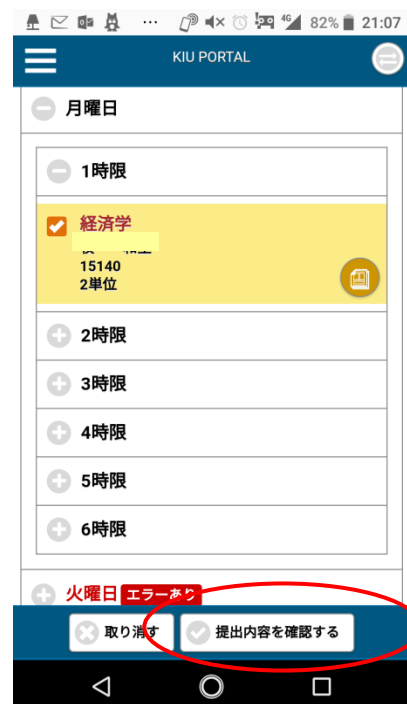 4G 82% 21:07
KIU PORTAL
月曜日
1時限
経済学
15140
2単位
2時限
3時限
4時限
5時限
6時限
火曜日 エラーあり
取り消す 提出内容を確認する